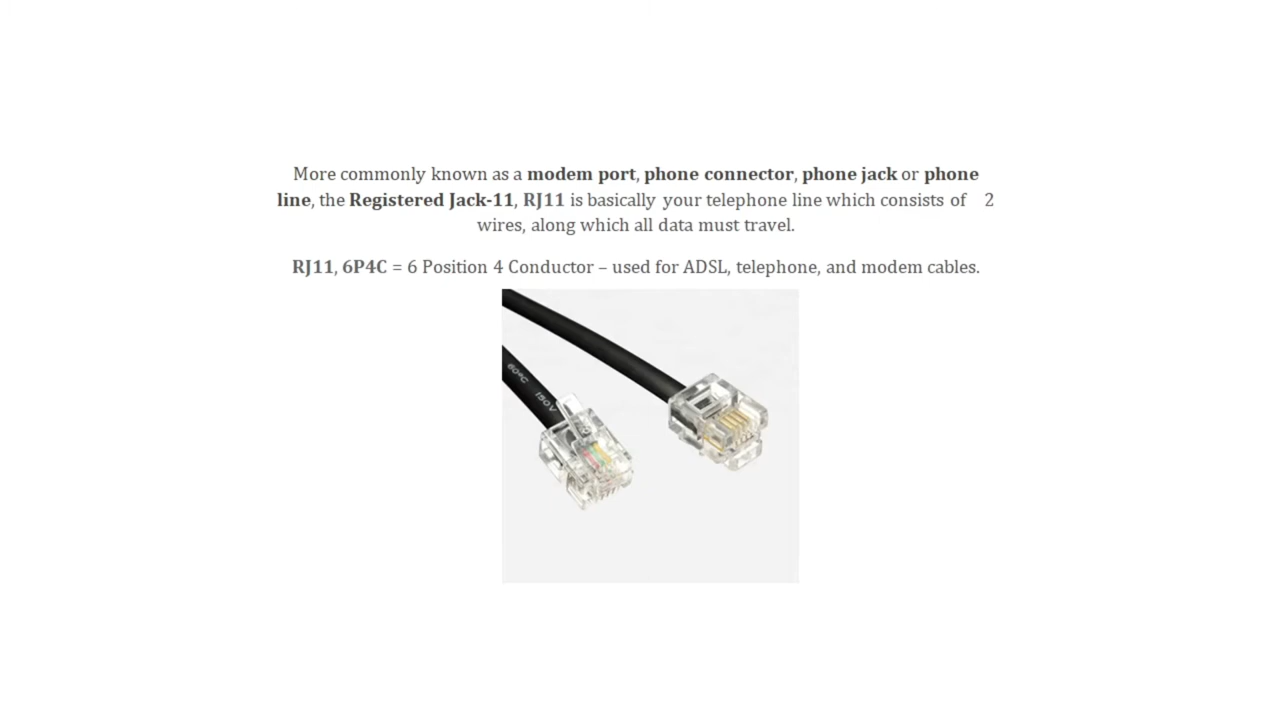 More commonly known as a modem port, phone connector, phone jack or phone
line, the Registered Jack-11, RJ11 is basically your telephone line which consists of 2
wires, along which all data must travel.
RJ11, 6P4C = 6 Position 4 Conductor – used for ADSL, telephone, and modem cables.
60°C 150V